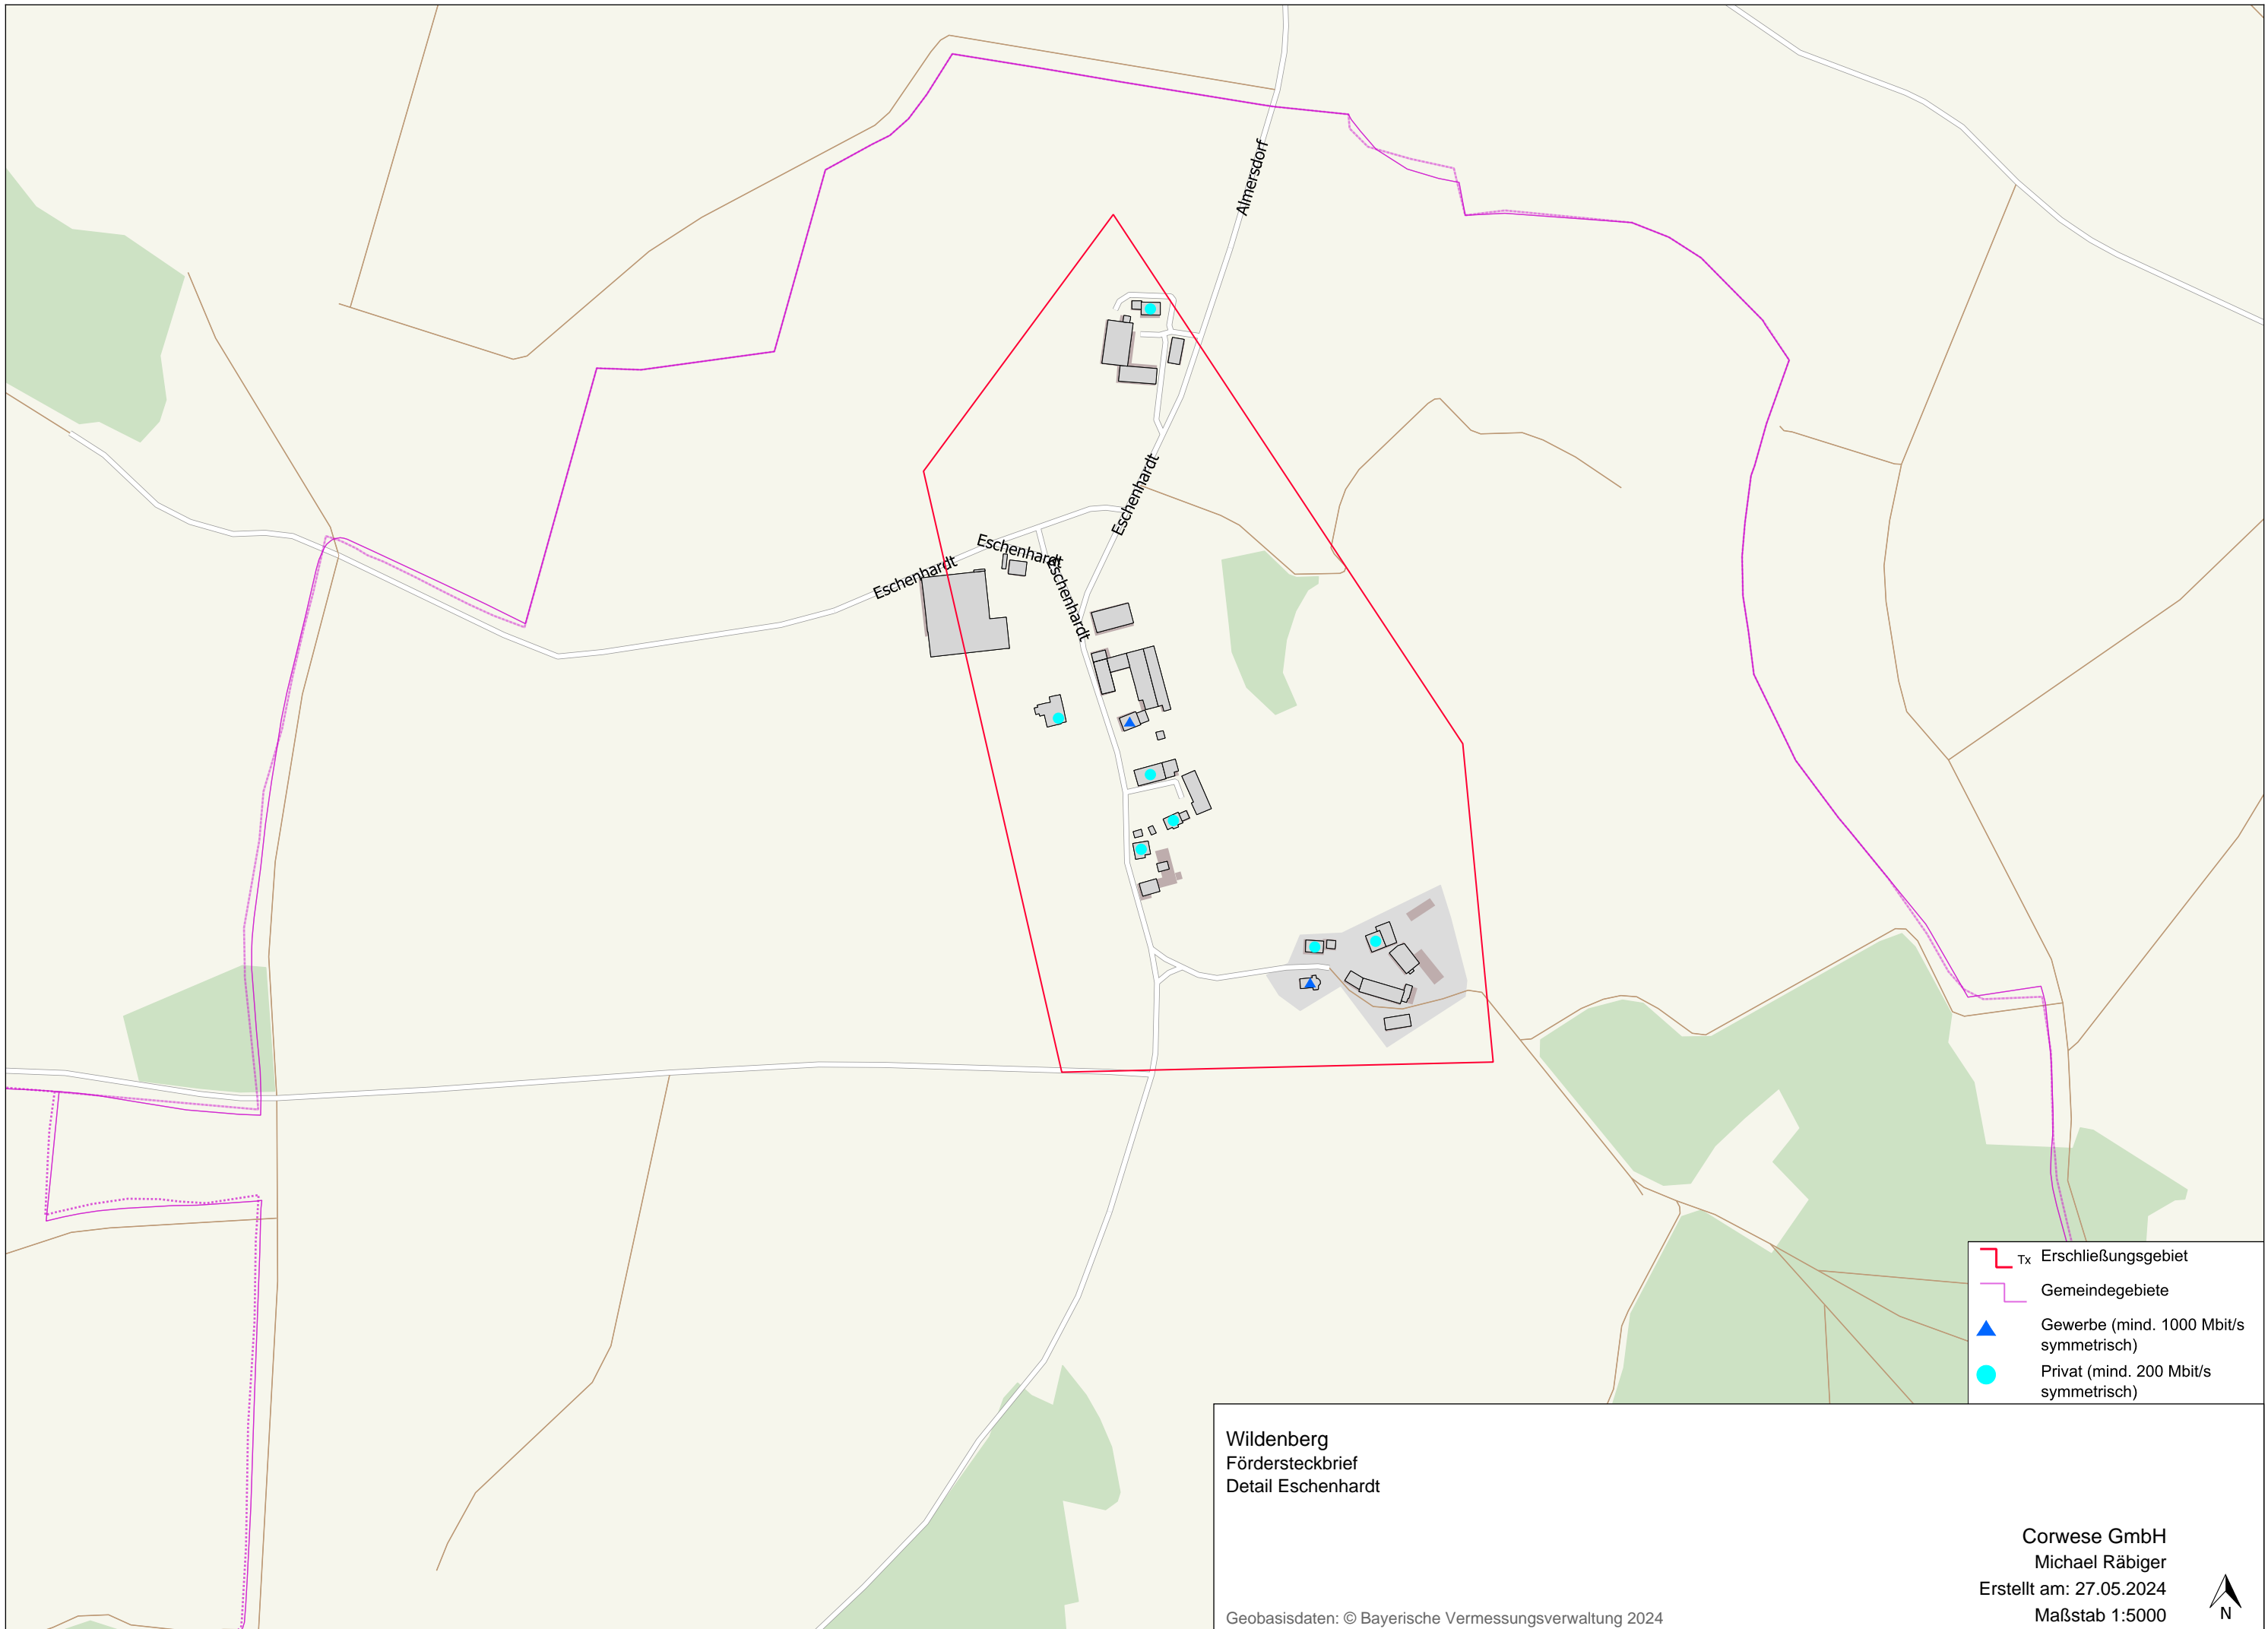 Almersdorf
Eschenhardt
Eschenhardt
Eschenhardt
Eschenhardt
Tx Erschließungsgebiet
Gemeindegebiete
Gewerbe (mind. 1000 Mbit/s
symmetrisch)
Privat (mind. 200 Mbit/s
symmetrisch)
Wildenberg
Fördersteckbrief
Detail Eschenhardt
Corwese GmbH
Michael Räbiger
Erstellt am: 27.05.2024
Maßstab 1:5000
N
Geobasisdaten: © Bayerische Vermessungsverwaltung 2024